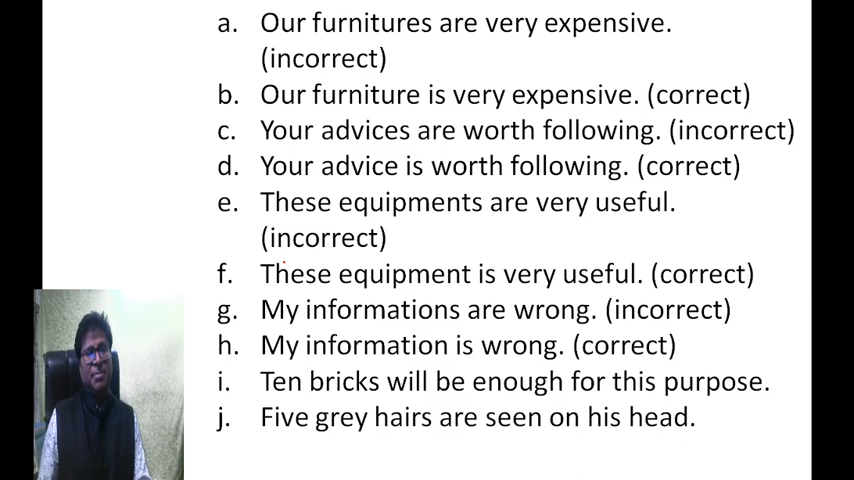 a. Our furnitures are very expensive.
(incorrect)
b. Our furniture is very expensive. (correct)
c. Your advices are worth following. (incorrect)
d. Your advice is worth following. (correct)
e. These equipments are very useful.
(incorrect)
f. These equipment is very useful. (correct)
g. My informations are wrong. (incorrect)
h. My information is wrong. (correct)
i. Ten bricks will be enough for this purpose.
j. Five grey hairs are seen on his head.